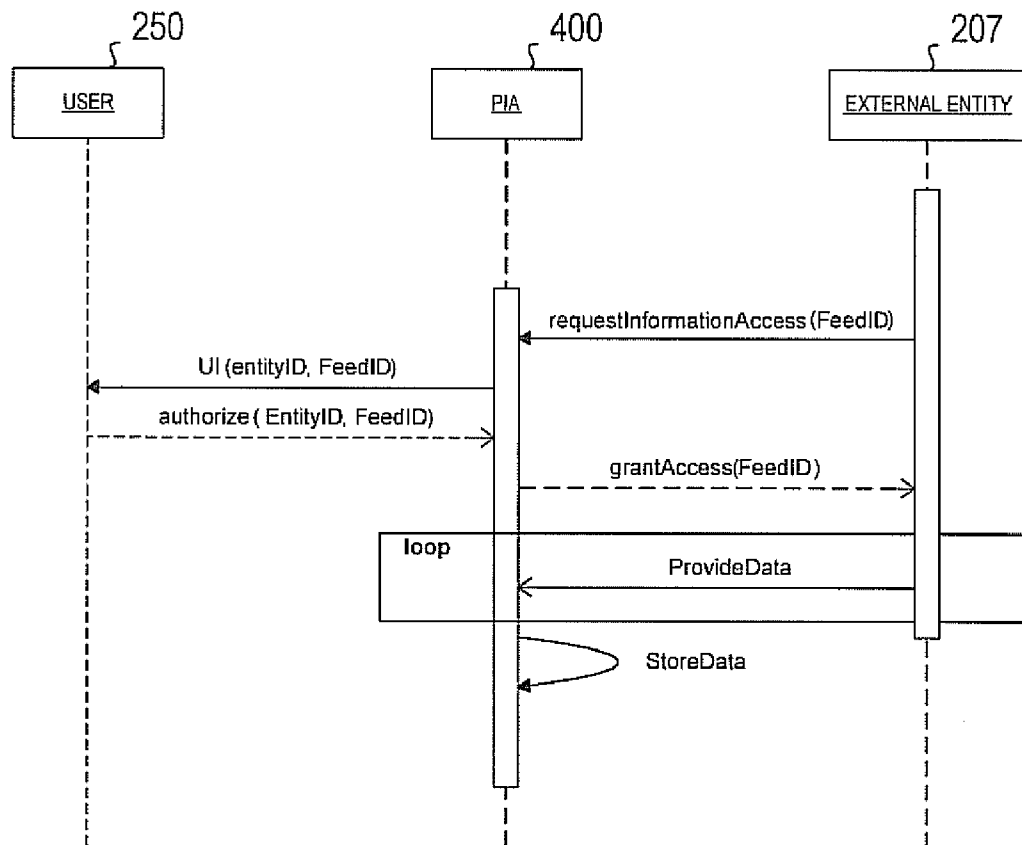 250
400
207
USER
PIA
EXTERNAL ENTITY
requestInformationAccess(FeedID)
UI(entityID, FeedID)
authorize( EntityID, FeedID)
grantAccess(FeedID)
loop
ProvideData
StoreData